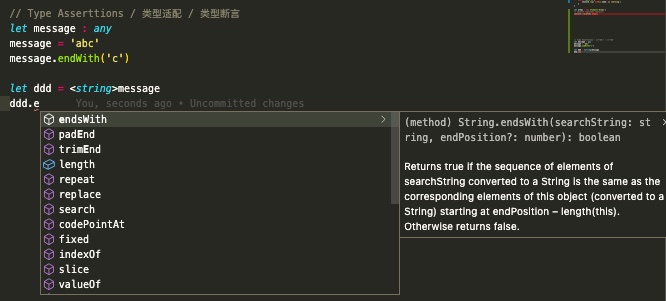 // Type Asserttions / 类型适配 / 类型断言
let message : any
message = 'abc'
message.endWith('c')
let ddd = <string>message
ddd.e You, seconds ago • Uncommitted changes
endsWith
padEnd
trimEnd
length
repeat
replace
search
codePointAt
fixed
indexOf
slice
valueOf
(method) String.endsWith(searchString: st
ring, endPosition?: number): boolean
Returns true if the sequence of elements of
searchString converted to a String is the same as the
corresponding elements of this object (converted to a
String) starting at endPosition – length(this).
Otherwise returns false.